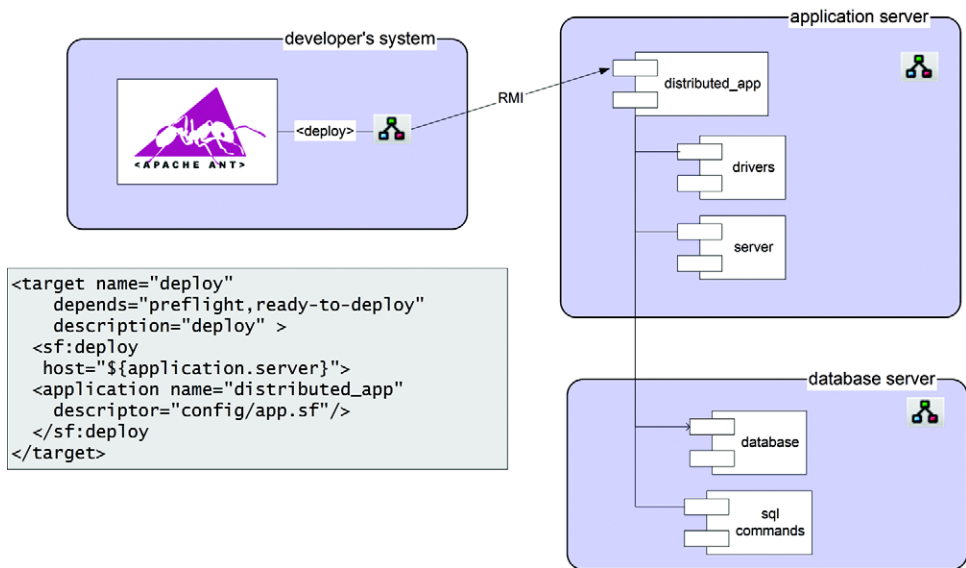 developer's system
<APACHE ANT>
<deploy>
RMI
application server
distributed_app
drivers
server
<target name="deploy"
depends="preflight,ready-to-deploy"
description="deploy" >
<sf:deploy
host="${application.server}">
<application name="distributed_app"
descriptor="config/app.sf"/>
</sf:deploy
</target>
database server
database
sql
commands